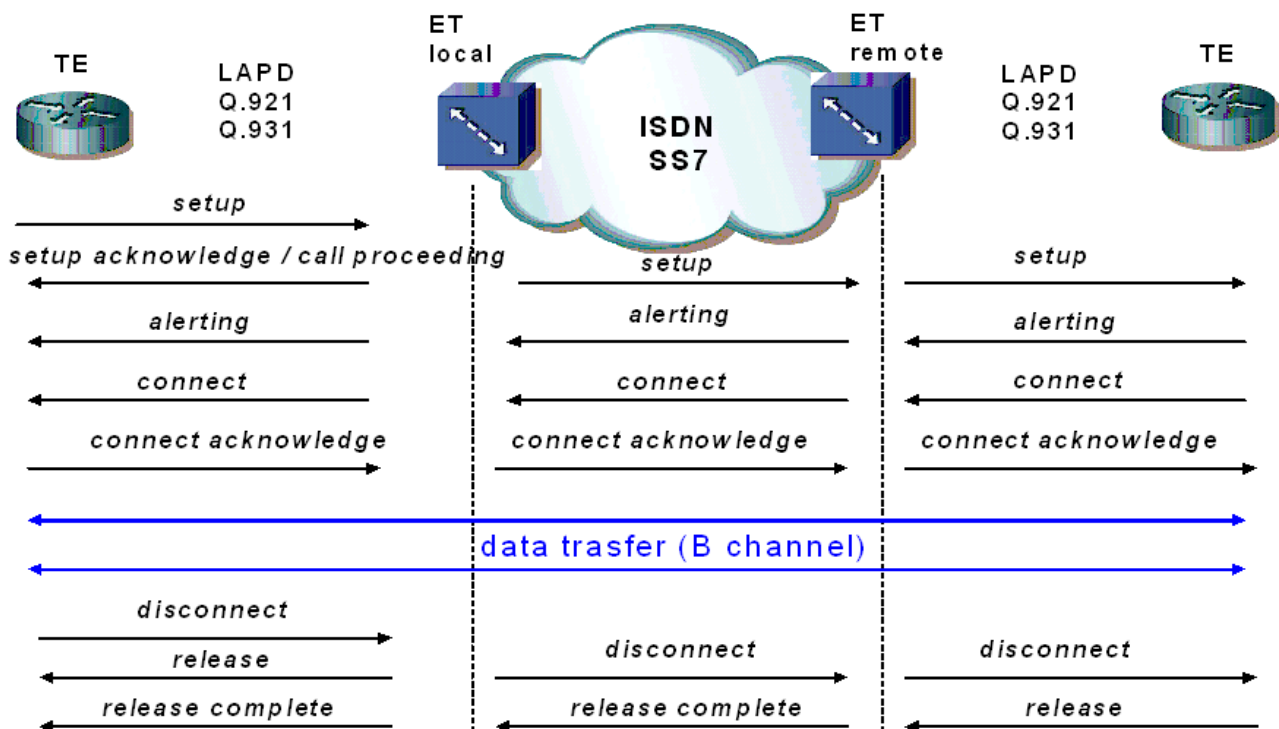 ET
local
ET
remote
TE
LAPD
Q.921
Q.931
ISDN
SS7
LAPD
Q.921
Q.931
TE
setup
setup acknowledge / call proceeding
setup
setup
alerting
alerting
alerting
connect
connect
connect
connect acknowledge
connect acknowledge
connect acknowledge
data trasfer (B channel)
disconnect
release
disconnect
disconnect
release complete
release complete
release